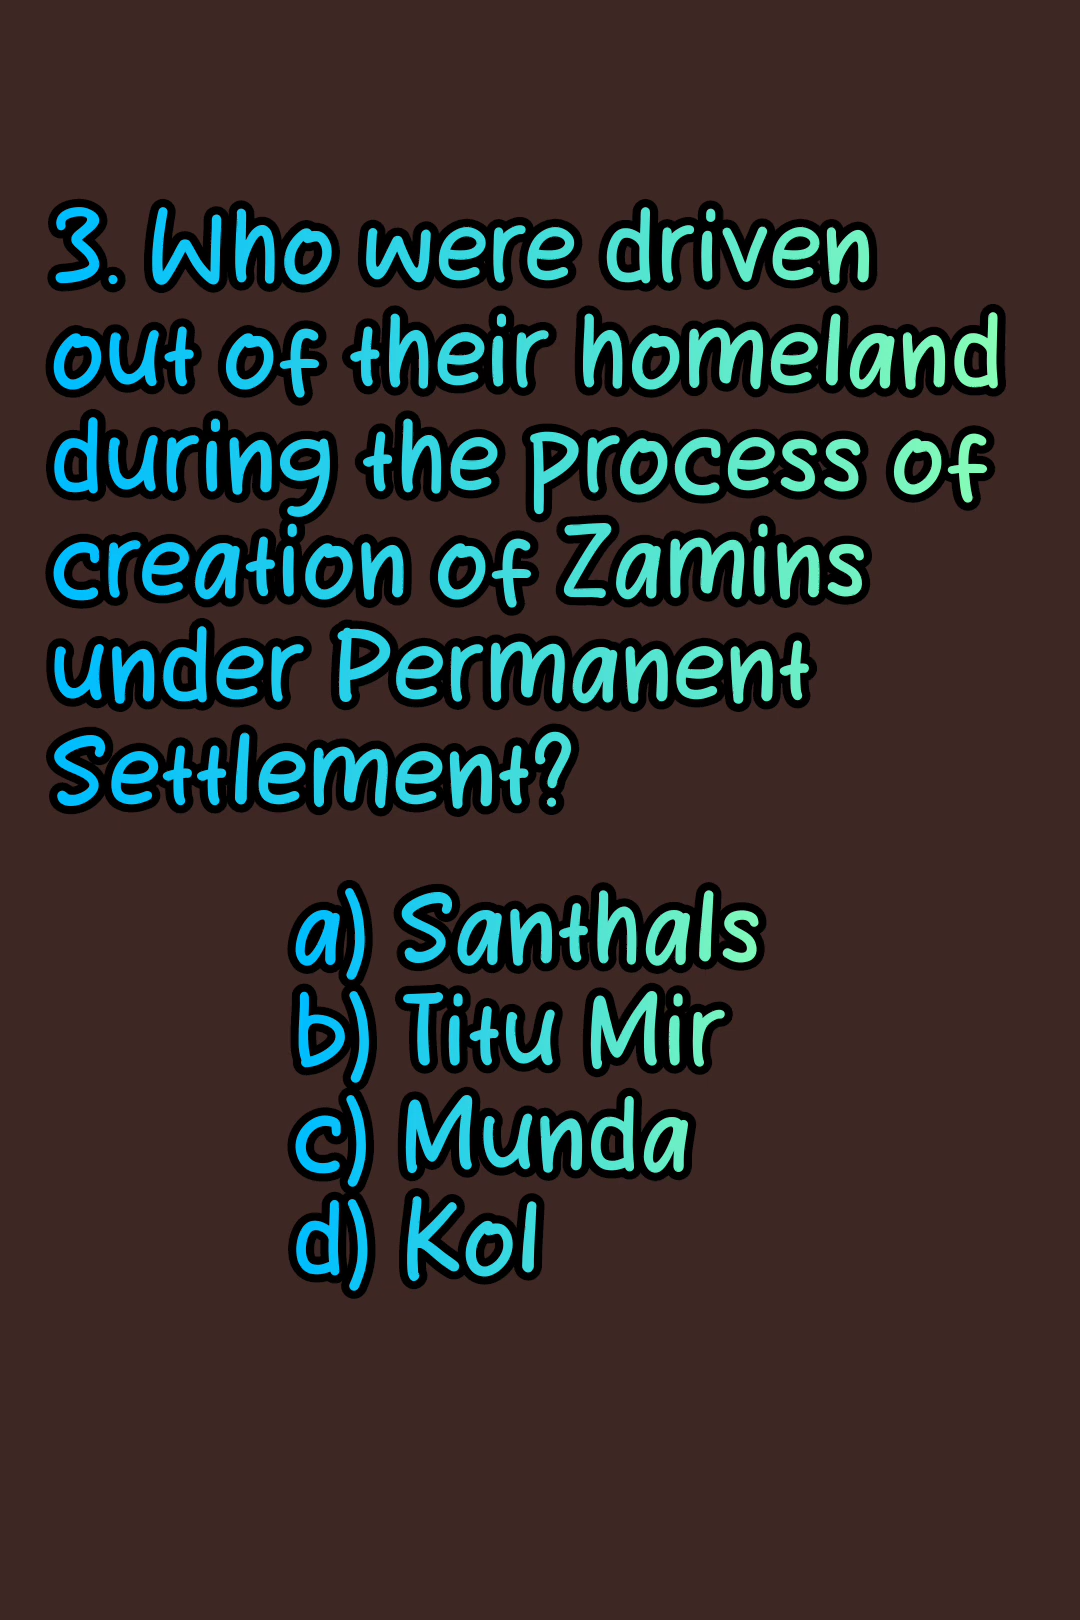 3. Who were driven
out of their homeland
during the process of
creation of Zamins
under Permanent
Settlement?
a) Santhals
b) Titu Mir
c) Munda
d) Kol